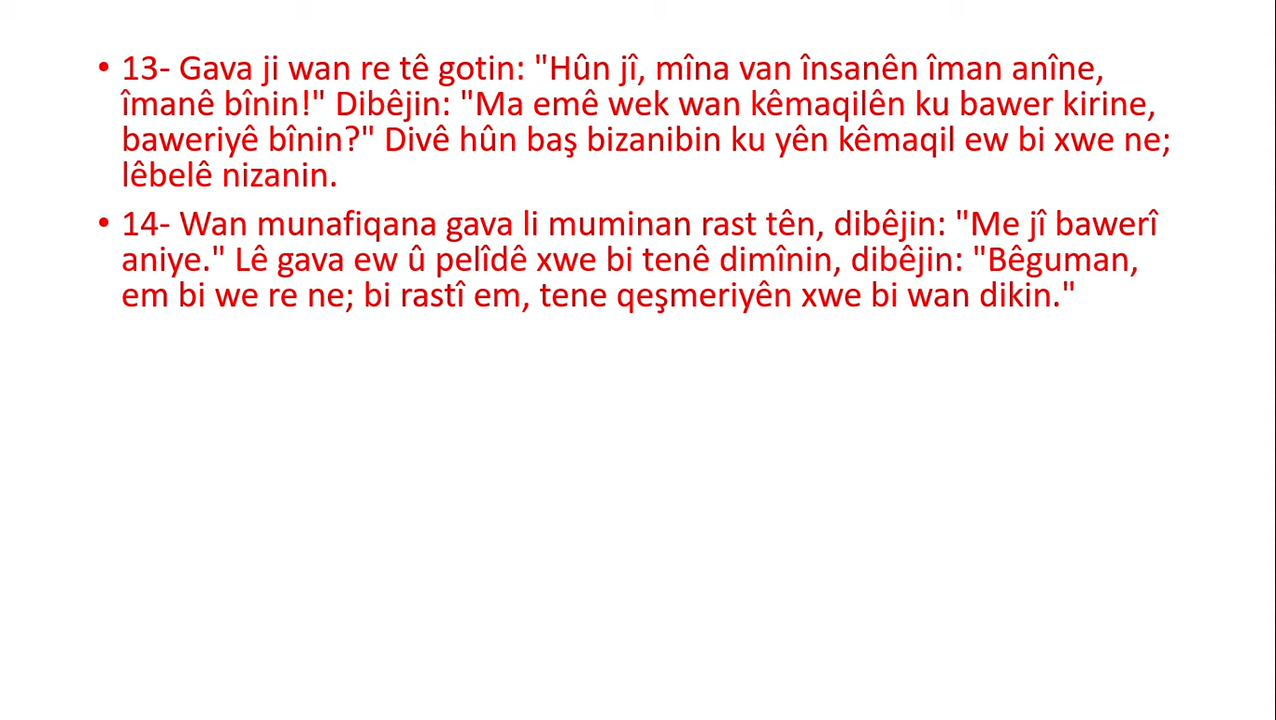 • 13- Gava ji wan re tê gotin: "Hûn jî, mîna van însanên îman anîne,
îmanê bînin!" Dibêjin: "Ma emê wek wan kêmaqilên ku bawer kirine,
baweriyê bînin?" Divê hûn baş bizanibin ku yên kêmaqil ew bi xwe ne;
lêbelê nizanin.
• 14- Wan munafiqana gava li muminan rast tên, dibêjin: "Me jî bawerî
aniye." Lê gava ew û pelîdê xwe bi tenê dimînin, dibêjin: "Bêguman,
em bi we re ne; bi rastî em, tene qeşmeriyên xwe bi wan dikin."